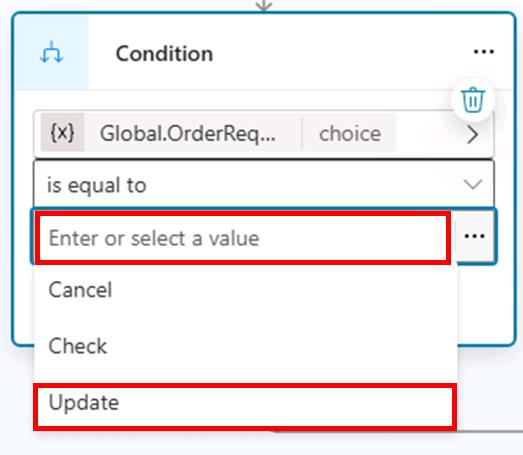 Condition
...
{x} Global.OrderReq... choice
is equal to
Enter or select a value ...
Cancel
Check
Update